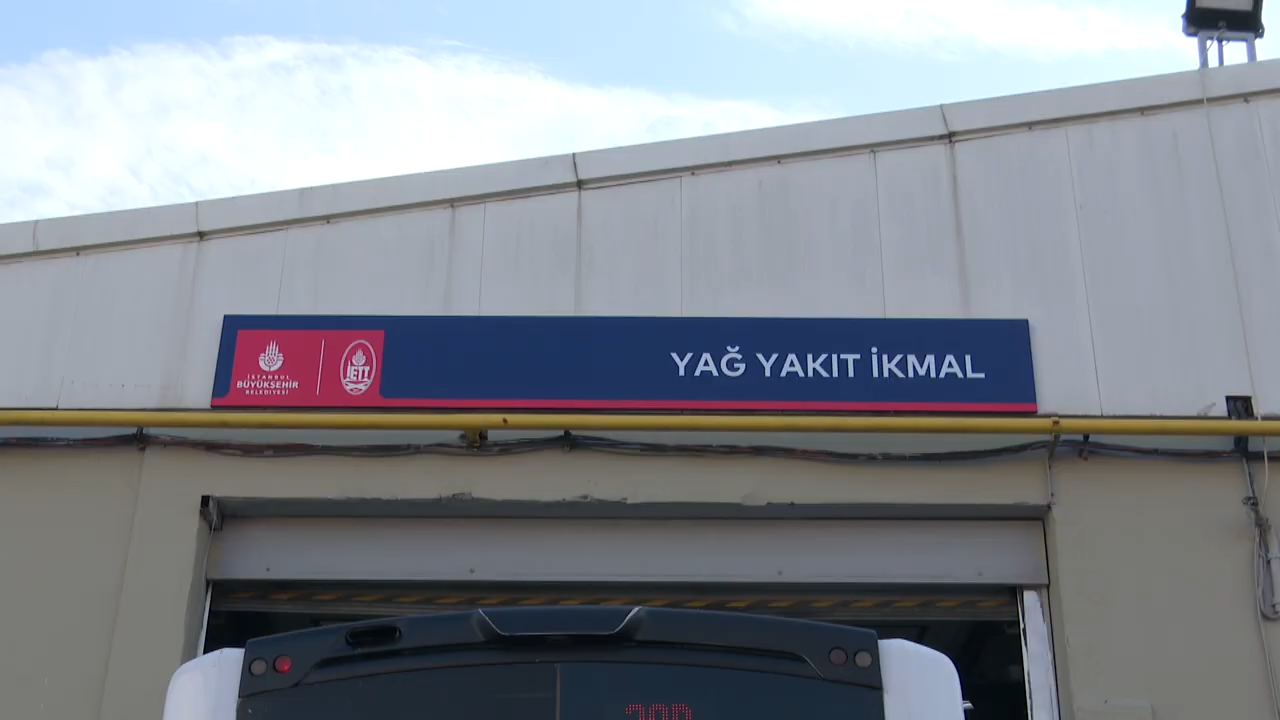 İSTANBUL
BÜYÜKŞEHİR
BELEDİYESİ
İETT
YAĞ YAKIT İKMAL